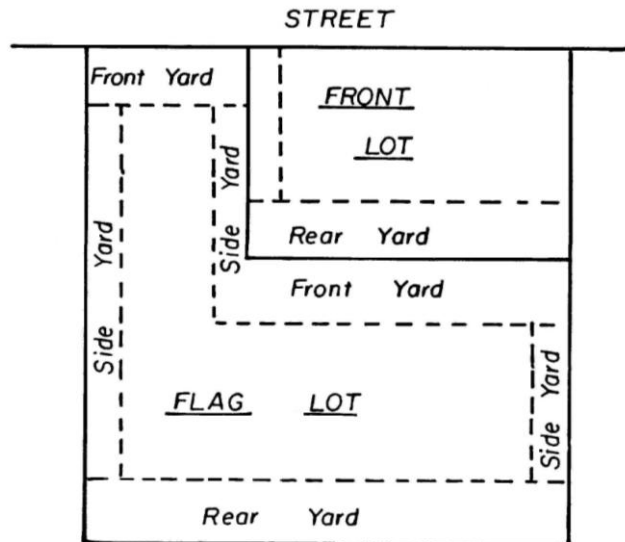 STREET
Front Yard
FRONT
LOT
Side Yard
Rear Yard
Side Yard
Front Yard
FLAG LOT
Side Yard
Rear Yard